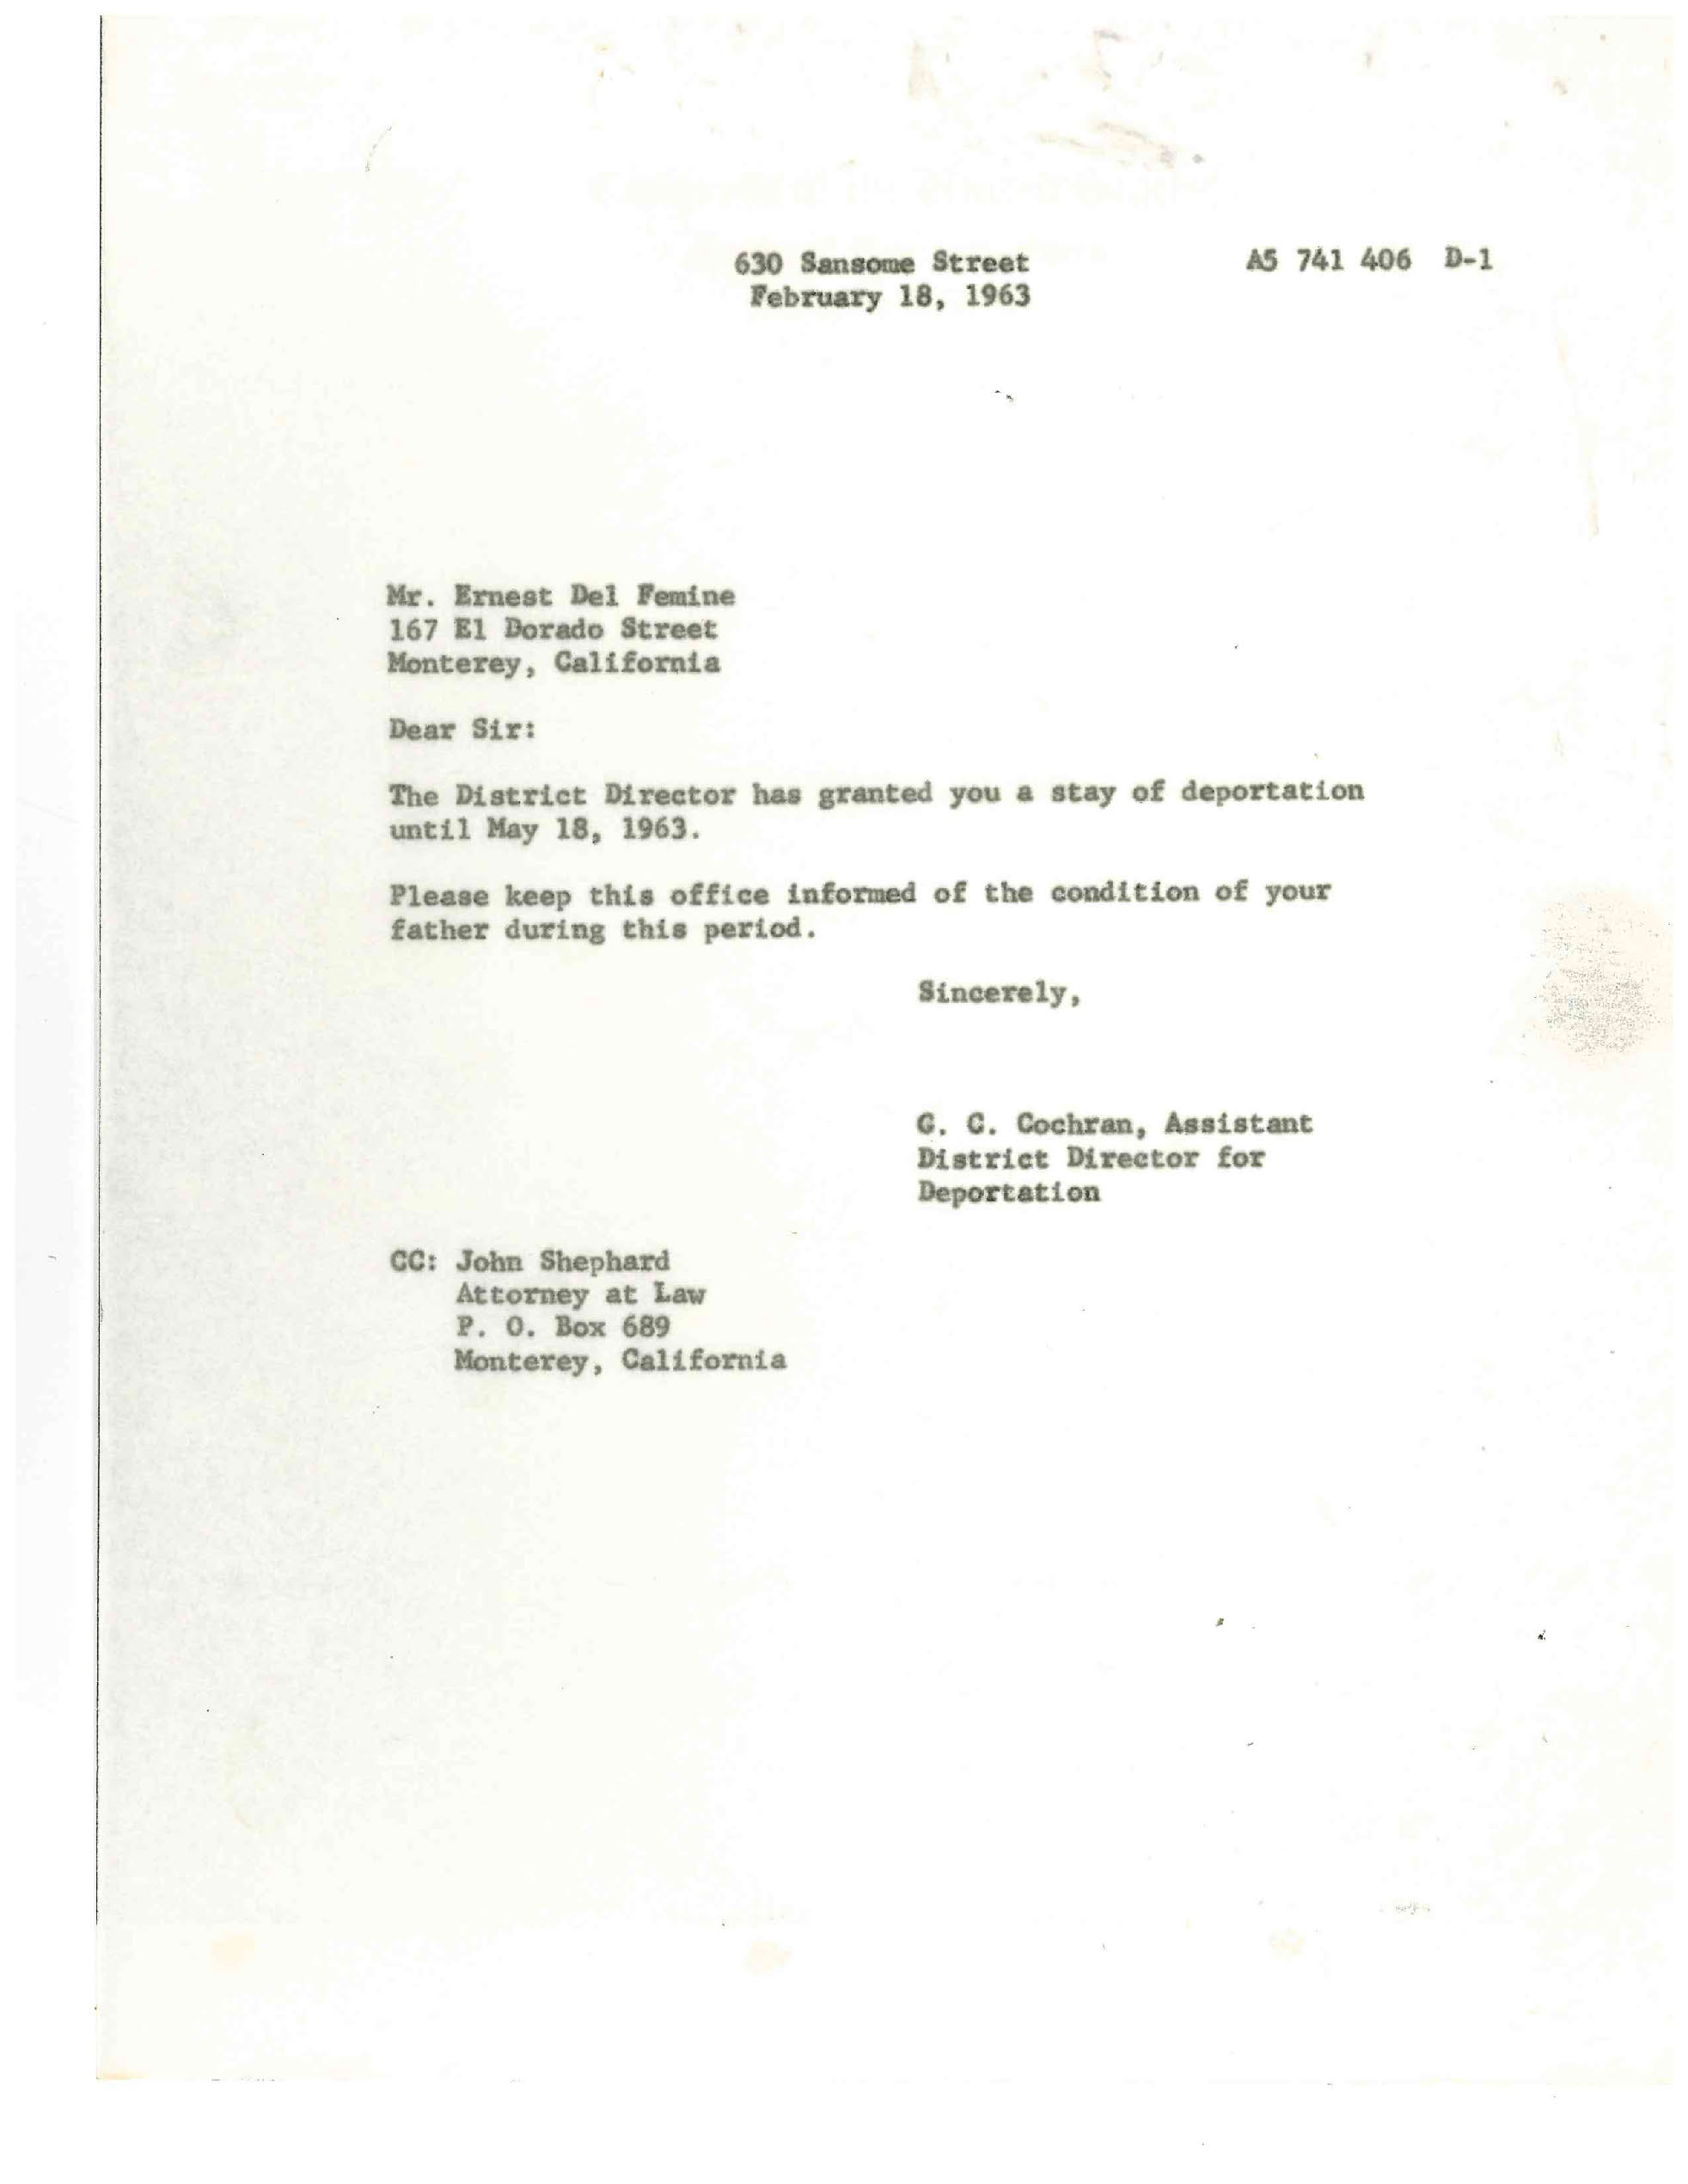 630 Sansome Street
February 18, 1963
A5 741 406 D-1
Mr. Ernest Del Femine
167 El Dorado Street
Monterey, California
Dear Sir:
The District Director has granted you a stay of deportation
until May 18, 1963.
Please keep this office informed of the condition of your
father during this period.
Sincerely,
G. C. Cochran, Assistant
District Director for
Deportation
CC: John Shephard
Attorney at Law
P. O. Box 689
Monterey, California